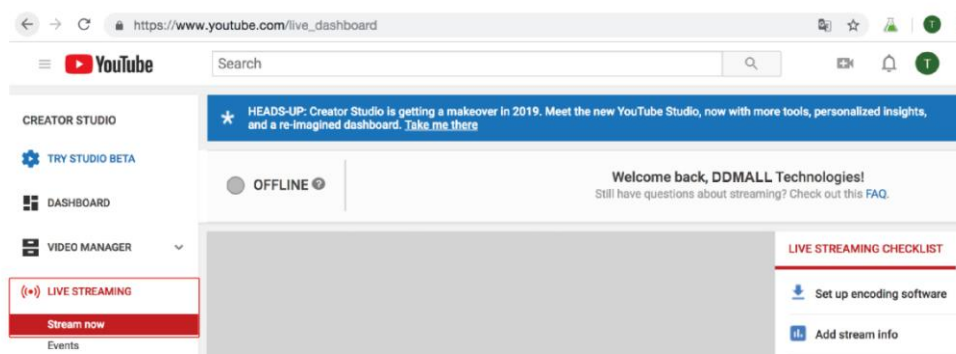 https://www.youtube.com/live_dashboard
T
YouTube
Search
T
CREATOR STUDIO
HEADS-UP: Creator Studio is getting a makeover in 2019. Meet the new YouTube Studio, now with more tools, personalized insights,
and a re-imagined dashboard. Take me there
TRY STUDIO BETA
OFFLINE ?
Welcome back, DDMALL Technologies!
Still have questions about streaming? Check out this FAQ.
DASHBOARD
VIDEO MANAGER
LIVE STREAMING CHECKLIST
LIVE STREAMING
Set up encoding software
Stream now
Add stream info
Events